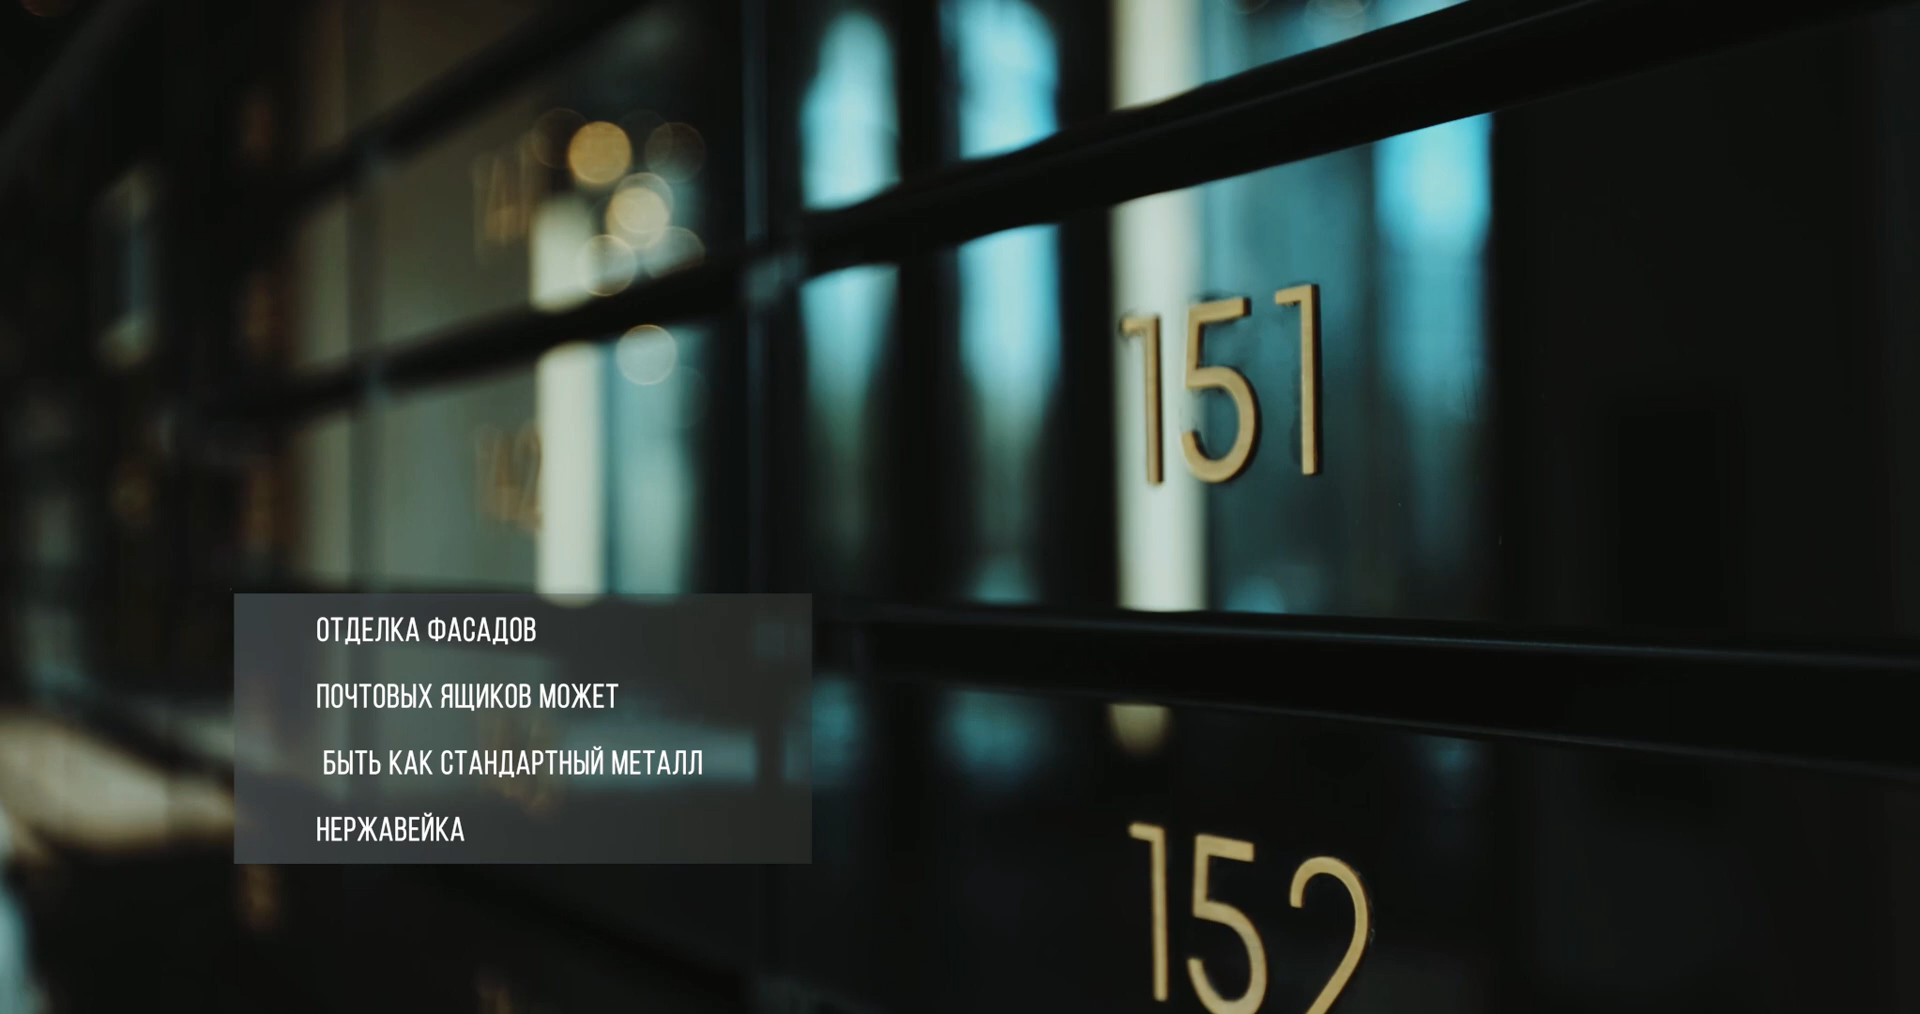 151
ОТДЕЛКА ФАСАДОВ
ПОЧТОВЫХ ЯЩИКОВ МОЖЕТ
БЫТЬ КАК СТАНДАРТНЫЙ МЕТАЛЛ
НЕРЖАВЕЙКА
152